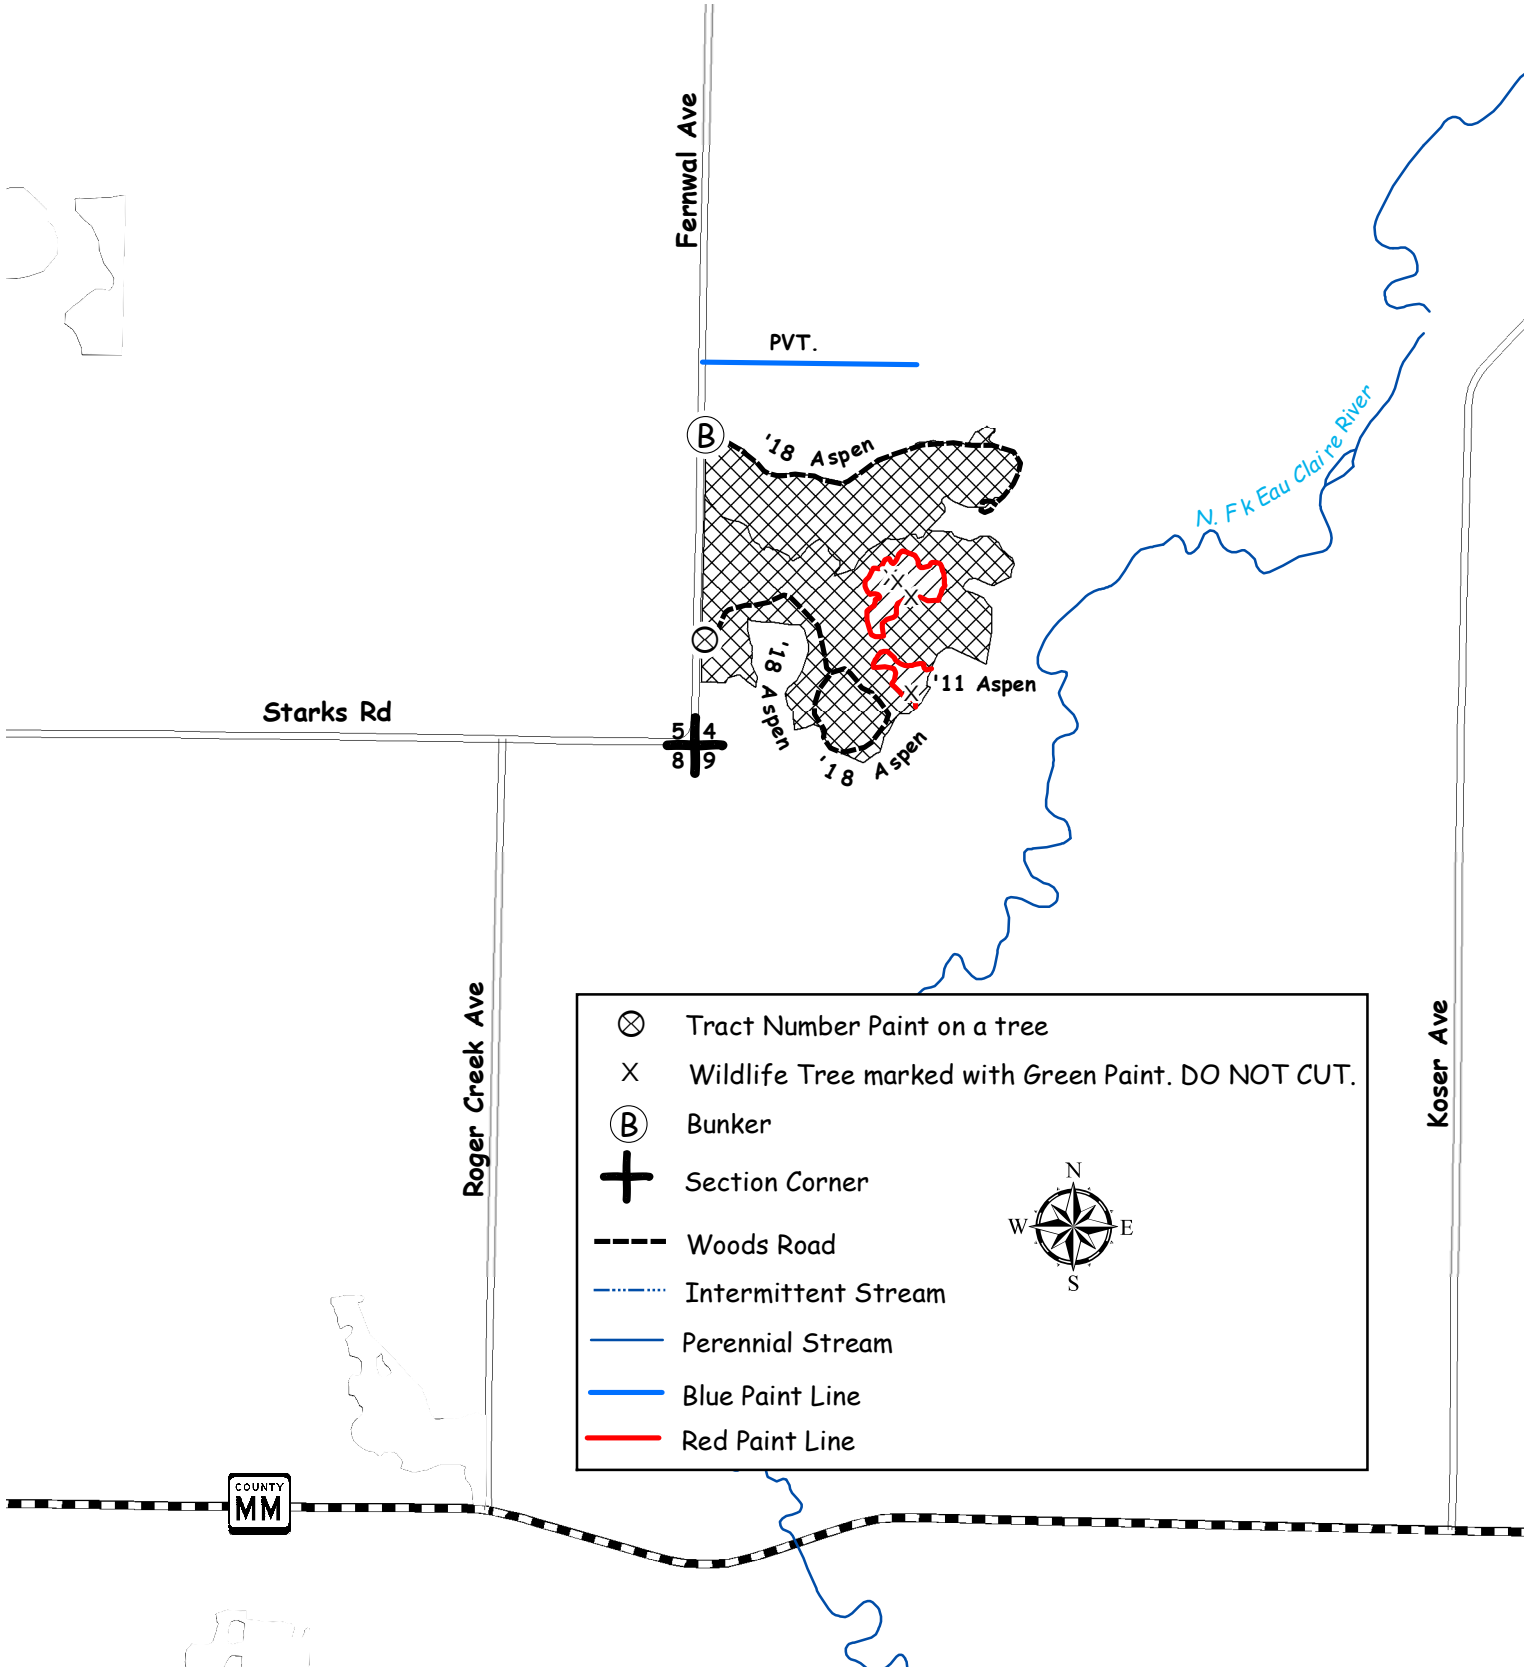 Fernwal Ave
PVT.
B
'18 Aspen
N. Fk Eau Claire River
X
X
'18 Aspen
'11 Aspen
X
Starks Rd
5 4
8 9
'18 Aspen
Roger Creek Ave
Koser Ave
Tract Number Paint on a tree
X Wildlife Tree marked with Green Paint. DO NOT CUT.
B Bunker
Section Corner
N
W E
S
Woods Road
Intermittent Stream
Perennial Stream
Blue Paint Line
Red Paint Line
COUNTY
MM